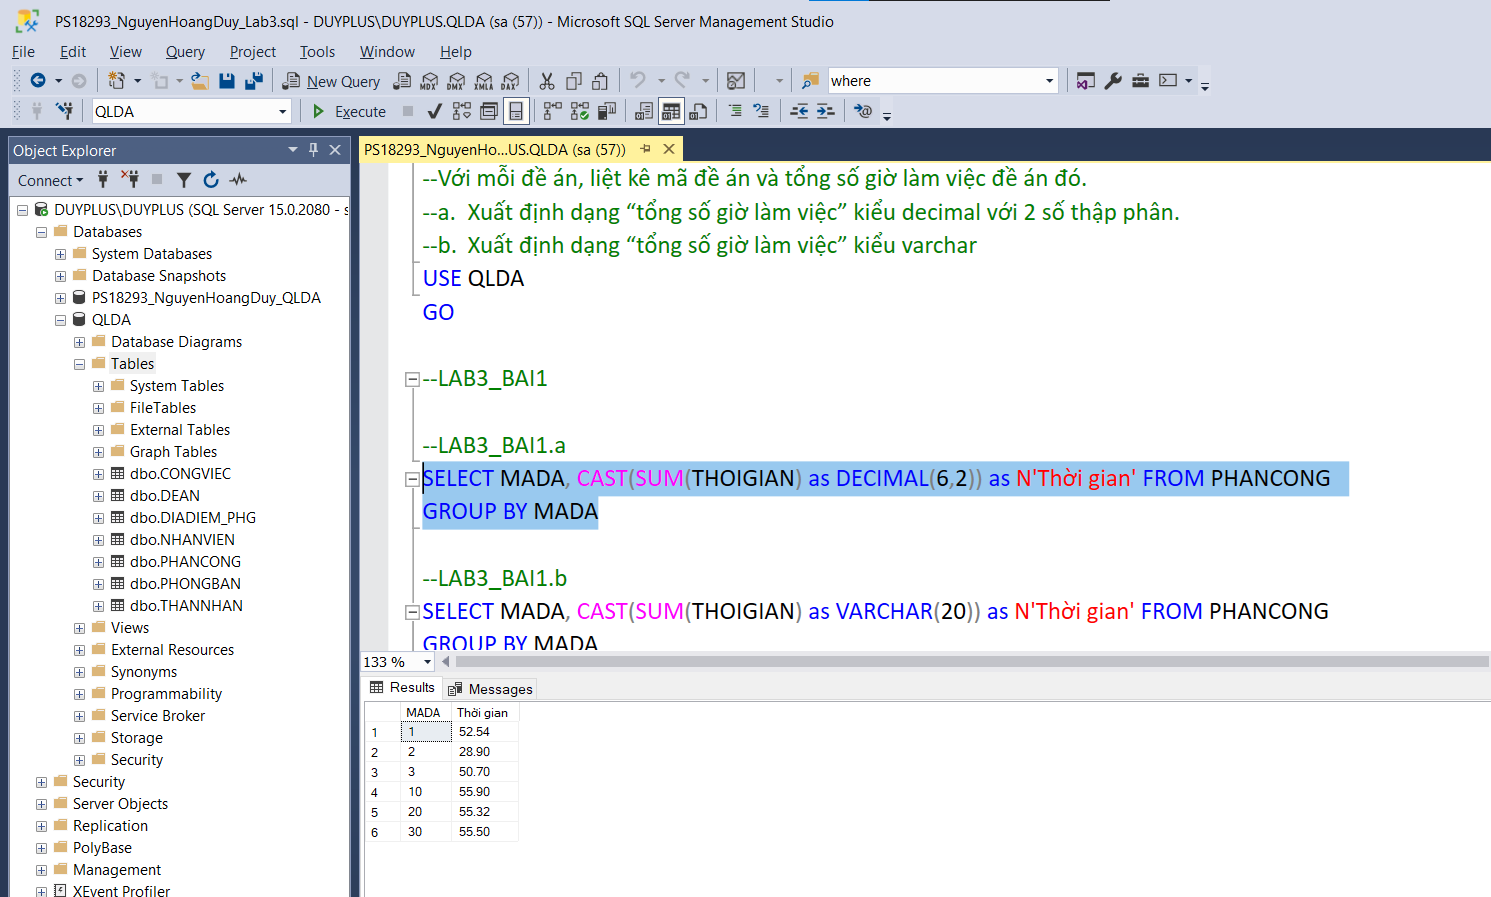 PS18293_NguyenHoangDuy_Lab3.sql - DUYPLUS\DUYPLUS.QLDA (sa (57)) - Microsoft SQL Server Management Studio
File Edit View Query Project Tools Window Help
New Query MDX DMX XMLA DAX where
QLDA Execute
Object Explorer
Connect
DUYPLUS\DUYPLUS (SQL Server 15.0.2080 - s
Databases
System Databases
Database Snapshots
PS18293_NguyenHoangDuy_QLDA
QLDA
Database Diagrams
Tables
System Tables
FileTables
External Tables
Graph Tables
dbo.CONGVIEC
dbo.DEAN
dbo.DIADIEM_PHG
dbo.NHANVIEN
dbo.PHANCONG
dbo.PHONGBAN
dbo.THANNHAN
Views
External Resources
Synonyms
Programmability
Service Broker
Storage
Security
Security
Server Objects
Replication
PolyBase
Management
XEvent Profiler
PS18293_NguyenHo...US.QLDA (sa (57))
--Với mỗi đề án, liệt kê mã đề án và tổng số giờ làm việc đề án đó.
--a. Xuất định dạng “tổng số giờ làm việc” kiểu decimal với 2 số thập phân.
--b. Xuất định dạng “tổng số giờ làm việc” kiểu varchar
USE QLDA
GO
--LAB3_BAI1
--LAB3_BAI1.a
SELECT MADA, CAST(SUM(THOIGIAN) as DECIMAL(6,2)) as N'Thời gian' FROM PHANCONG
GROUP BY MADA
--LAB3_BAI1.b
SELECT MADA, CAST(SUM(THOIGIAN) as VARCHAR(20)) as N'Thời gian' FROM PHANCONG
GROUP BY MADA
133 %
Results Messages
MADA Thời gian
1 1 52.54
2 2 28.90
3 3 50.70
4 10 55.90
5 20 55.32
6 30 55.50